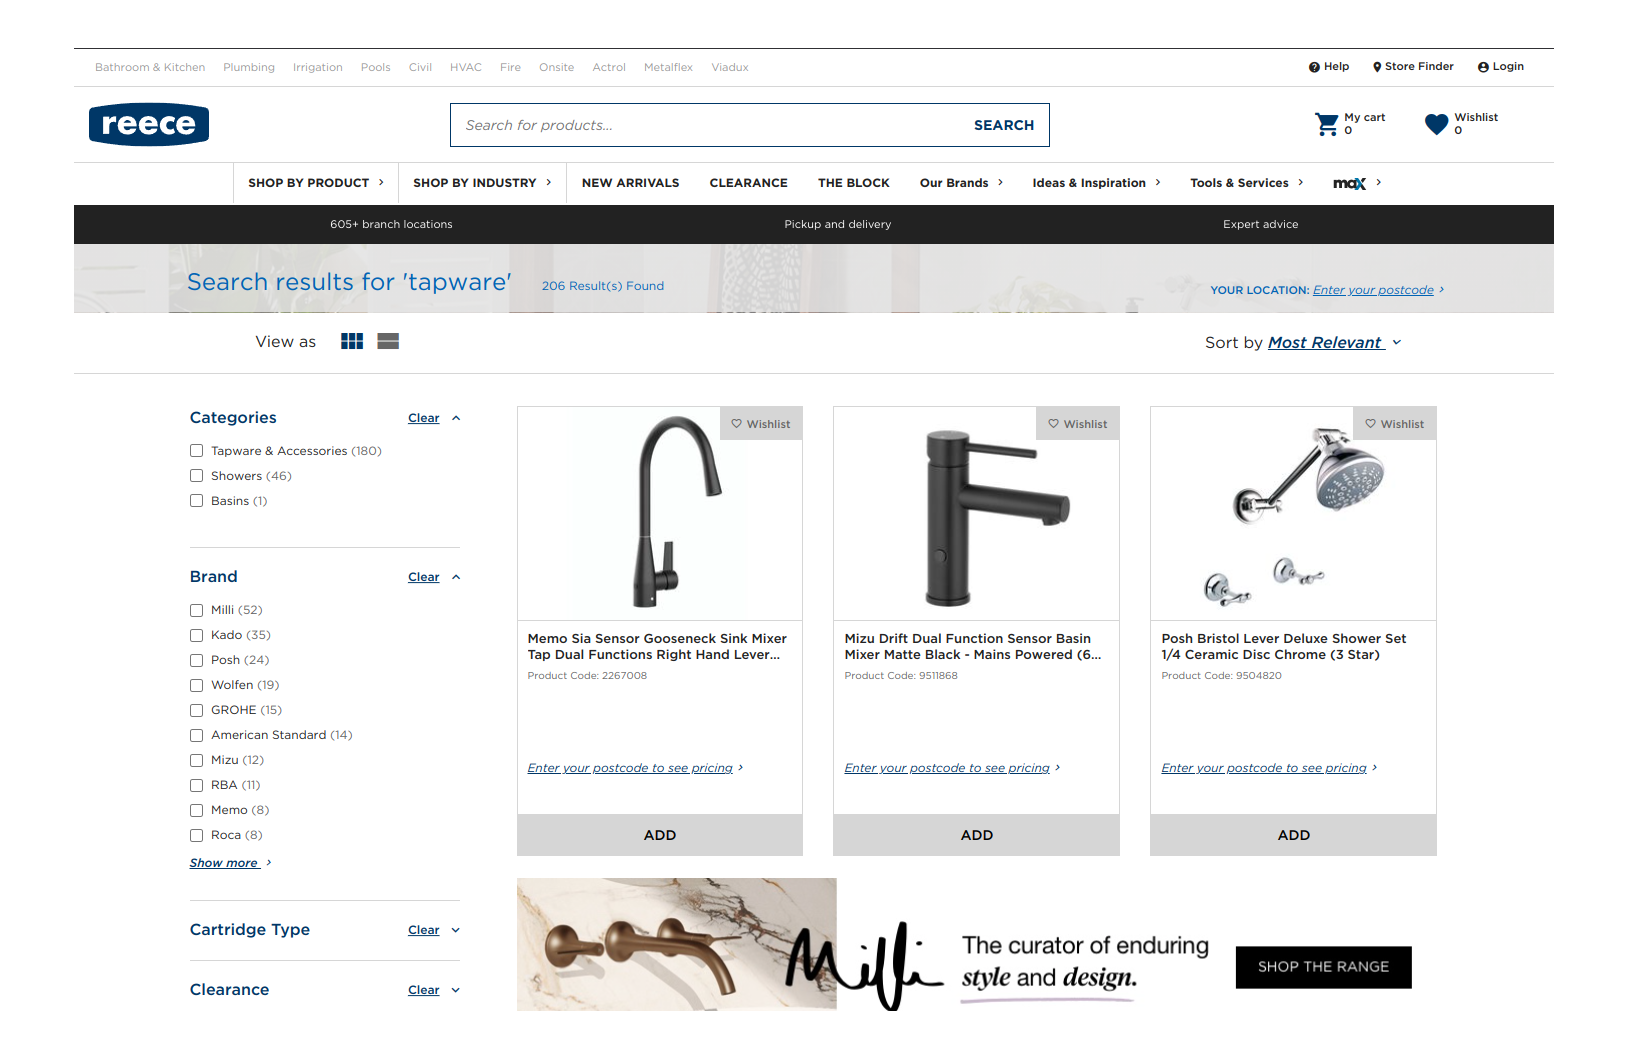 Bathroom & Kitchen Plumbing Irrigation Pools Civil HVAC Fire Onsite Actrol Metalflex Viadux
Help Store Finder Login
reece
Search for products...
SEARCH
My cart
0
Wishlist
0
SHOP BY PRODUCT SHOP BY INDUSTRY NEW ARRIVALS CLEARANCE THE BLOCK Our Brands Ideas & Inspiration Tools & Services max
605+ branch locations Pickup and delivery Expert advice
Search results for 'tapware' 206 Result(s) Found
YOUR LOCATION: Enter your postcode
View as
Sort by Most Relevant
Categories Clear
Tapware & Accessories (180)
Showers (46)
Basins (1)
Brand Clear
Milli (52)
Kado (35)
Posh (24)
Wolfen (19)
GROHE (15)
American Standard (14)
Mizu (12)
RBA (11)
Memo (8)
Roca (8)
Show more
Cartridge Type Clear
Clearance Clear
Wishlist
Memo Sia Sensor Gooseneck Sink Mixer
Tap Dual Functions Right Hand Lever...
Product Code: 2267008
Enter your postcode to see pricing
ADD
Wishlist
Mizu Drift Dual Function Sensor Basin
Mixer Matte Black - Mains Powered (6...
Product Code: 9511868
Enter your postcode to see pricing
ADD
Wishlist
Posh Bristol Lever Deluxe Shower Set
1/4 Ceramic Disc Chrome (3 Star)
Product Code: 9504820
Enter your postcode to see pricing
ADD
Milli
The curator of enduring
style and design.
SHOP THE RANGE